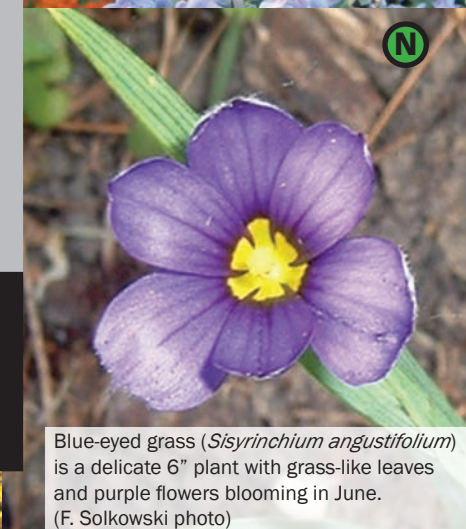 N
Blue-eyed grass (Sisyrinchium angustifolium)
is a delicate 6” plant with grass-like leaves
and purple flowers blooming in June.
(F. Solkowski photo)